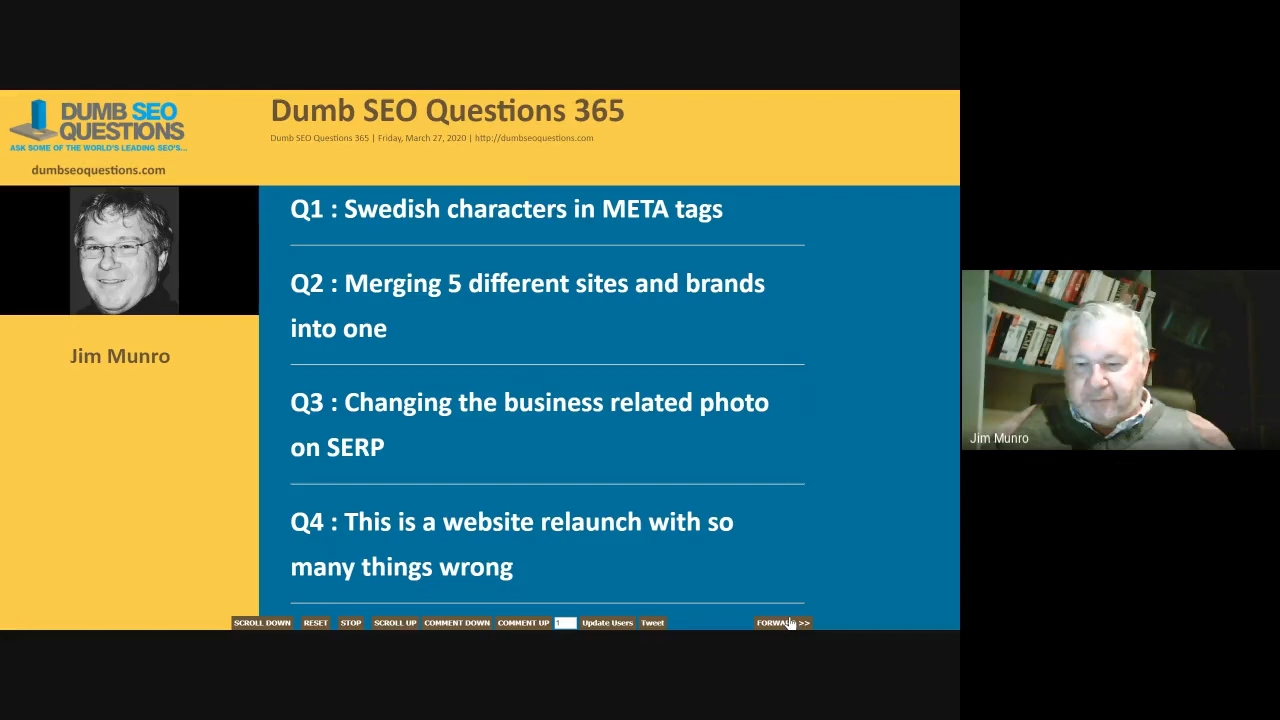 DUMB SEO
QUESTIONS
ASK SOME OF THE WORLD'S LEADING SEO'S...
dumbseoquestions.com
Dumb SEO Questions 365
Dumb SEO Questions 365 | Friday, March 27, 2020 | http://dumbseoquestions.com
Jim Munro
Q1 : Swedish characters in META tags
Q2 : Merging 5 different sites and brands
into one
Q3 : Changing the business related photo
on SERP
Q4 : This is a website relaunch with so
many things wrong
SCROLL DOWN RESET STOP SCROLL UP COMMENT DOWN COMMENT UP 1 Update Users Tweet >>
Jim Munro